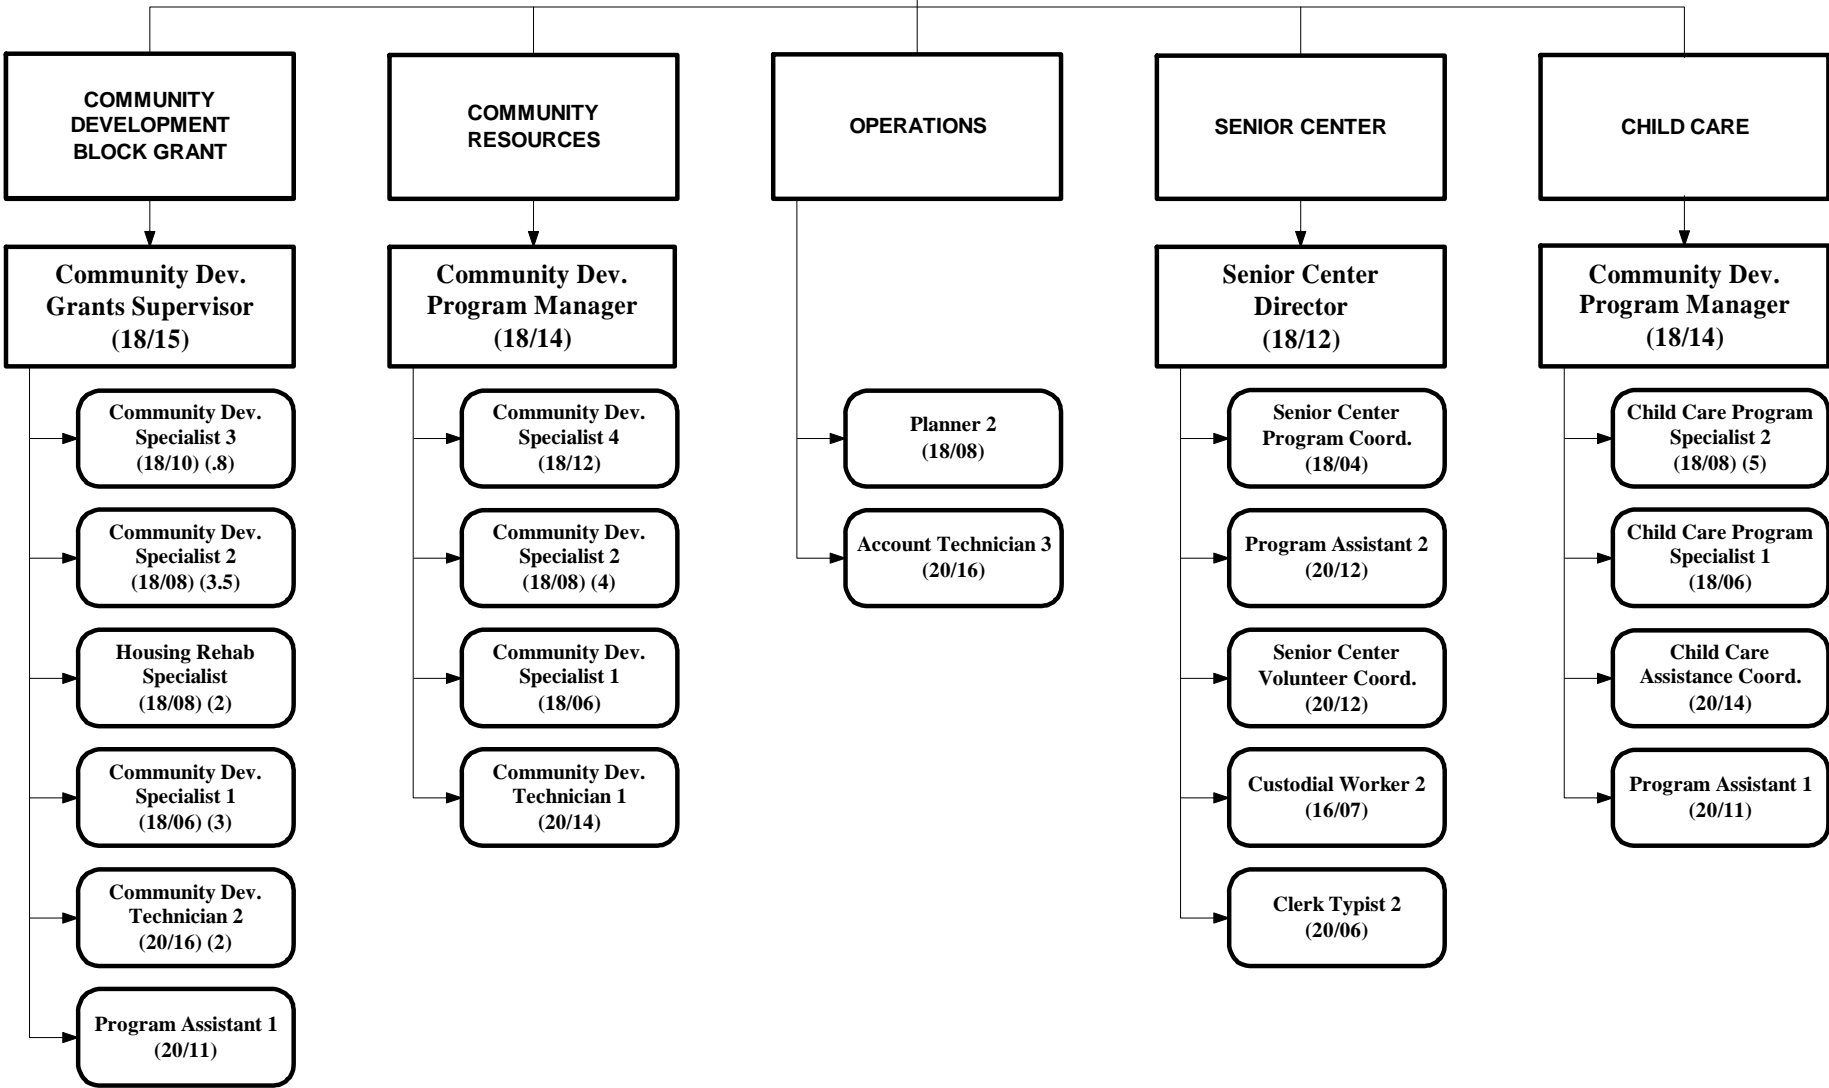 COMMUNITY
DEVELOPMENT
BLOCK GRANT
COMMUNITY
RESOURCES
OPERATIONS
SENIOR CENTER
CHILD CARE
Community Dev.
Grants Supervisor
(18/15)
Community Dev.
Program Manager
(18/14)
Senior Center
Director
(18/12)
Community Dev.
Program Manager
(18/14)
Community Dev.
Specialist 3
(18/10) (.8)
Community Dev.
Specialist 2
(18/08) (3.5)
Housing Rehab
Specialist
(18/08) (2)
Community Dev.
Specialist 1
(18/06) (3)
Community Dev.
Technician 2
(20/16) (2)
Program Assistant 1
(20/11)
Community Dev.
Specialist 4
(18/12)
Community Dev.
Specialist 2
(18/08) (4)
Community Dev.
Specialist 1
(18/06)
Community Dev.
Technician 1
(20/14)
Planner 2
(18/08)
Account Technician 3
(20/16)
Senior Center
Program Coord.
(18/04)
Program Assistant 2
(20/12)
Senior Center
Volunteer Coord.
(20/12)
Custodial Worker 2
(16/07)
Clerk Typist 2
(20/06)
Child Care Program
Specialist 2
(18/08) (5)
Child Care Program
Specialist 1
(18/06)
Child Care
Assistance Coord.
(20/14)
Program Assistant 1
(20/11)